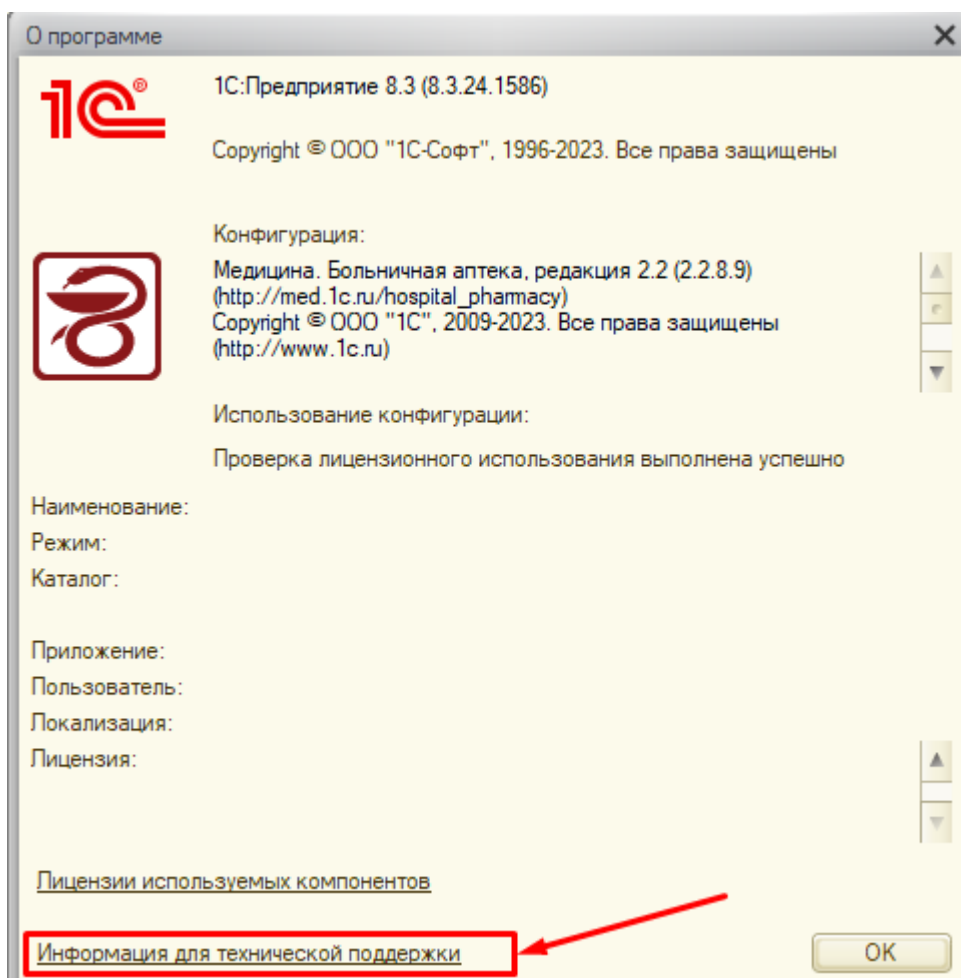 О программе
1С®
1С:Предприятие 8.3 (8.3.24.1586)
Copyright © ООО "1С-Софт", 1996-2023. Все права защищены
Конфигурация:
Медицина. Больничная аптека, редакция 2.2 (2.2.8.9)
(http://med.1c.ru/hospital_pharmacy)
Copyright © ООО "1С", 2009-2023. Все права защищены
(http://www.1c.ru)
Использование конфигурации:
Проверка лицензионного использования выполнена успешно
Наименование:
Режим:
Каталог:
Приложение:
Пользователь:
Локализация:
Лицензия:
Лицензии используемых компонентов
Информация для технической поддержки
OK